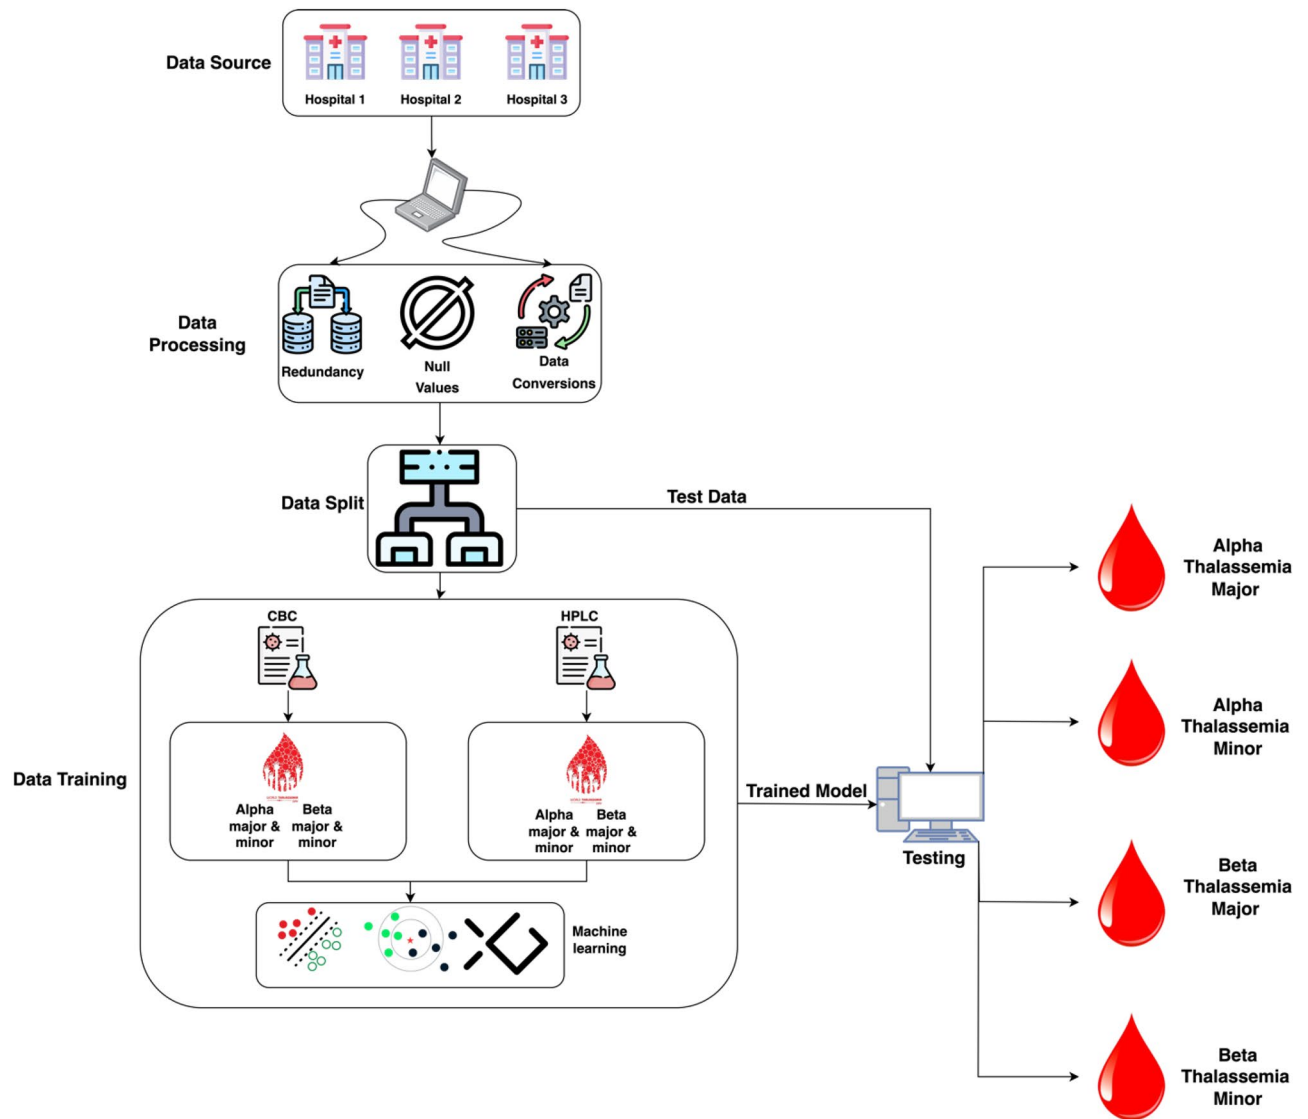 Data Source
Hospital 1
Hospital 2
Hospital 3
Data
Processing
Redundancy
Null
Values
Data
Conversions
Data Split
Test Data
CBC
HPLC
Data Training
Alpha
major &
minor
Beta
major &
minor
Alpha
major &
minor
Beta
major &
minor
Machine
learning
Trained Model
Testing
Alpha
Thalassemia
Major
Alpha
Thalassemia
Minor
Beta
Thalassemia
Major
Beta
Thalassemia
Minor